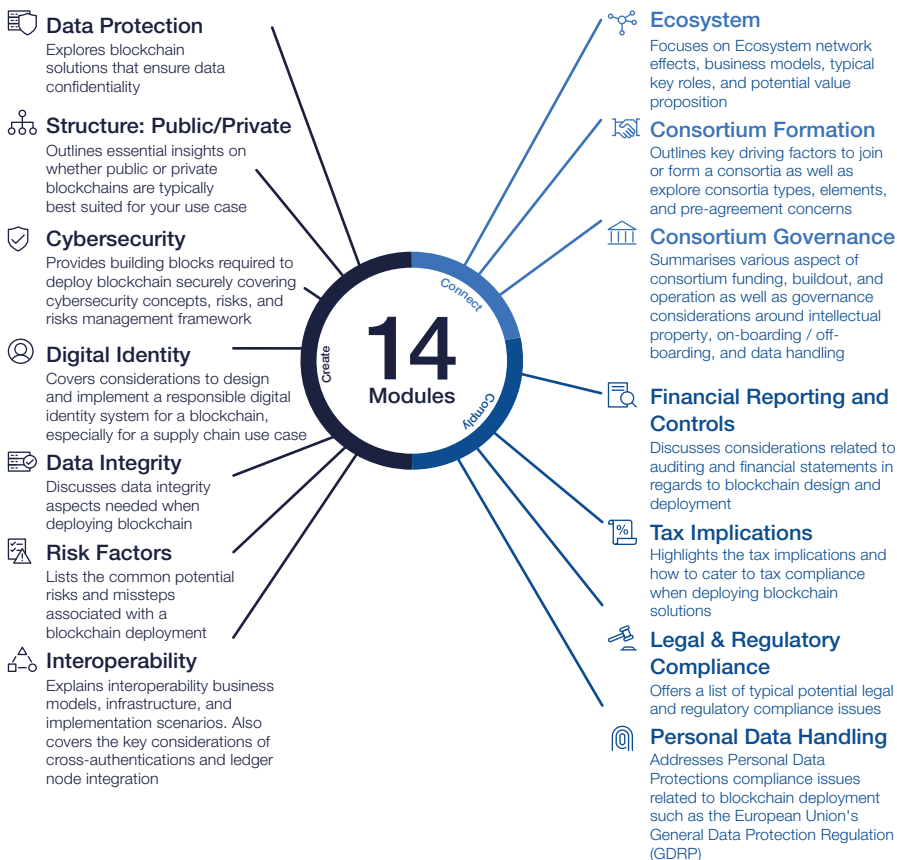 Data Protection
Explores blockchain
solutions that ensure data
confidentiality
Structure: Public/Private
Outlines essential insights on
whether public or private
blockchains are typically
best suited for your use case
Cybersecurity
Provides building blocks required to
deploy blockchain securely covering
cybersecurity concepts, risks, and
risks management framework
Digital Identity
Covers considerations to design
and implement a responsible digital
identity system for a blockchain,
especially for a supply chain use case
Data Integrity
Discusses data integrity
aspects needed when
deploying blockchain
Risk Factors
Lists the common potential
risks and missteps
associated with a
blockchain deployment
Interoperability
Explains interoperability business
models, infrastructure, and
implementation scenarios. Also
covers the key considerations of
cross-authentications and ledger
node integration
Create
Connect
Comply
14
Modules
Ecosystem
Focuses on Ecosystem network
effects, business models, typical
key roles, and potential value
proposition
Consortium Formation
Outlines key driving factors to join
or form a consortia as well as
explore consortia types, elements,
and pre-agreement concerns
Consortium Governance
Summarises various aspect of
consortium funding, buildout, and
operation as well as governance
considerations around intellectual
property, on-boarding / off-
boarding, and data handling
Financial Reporting and
Controls
Discusses considerations related to
auditing and financial statements in
regards to blockchain design and
deployment
%
Tax Implications
Highlights the tax implications and
how to cater to tax compliance
when deploying blockchain
solutions
Legal & Regulatory
Compliance
Offers a list of typical potential legal
and regulatory compliance issues
Personal Data Handling
Addresses Personal Data
Protections compliance issues
related to blockchain deployment
such as the European Union's
General Data Protection Regulation
(GDRP)